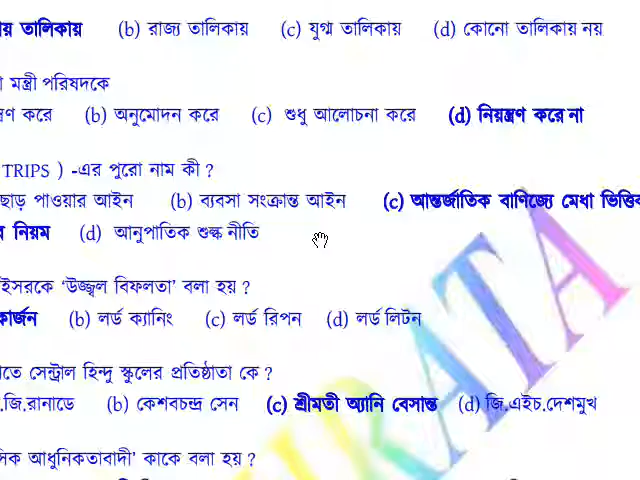 য় তালিকায় (b) রাজ্য তালিকায় (c) যুগ্ম তালিকায় (d) কোনো তালিকায় নয়
মন্ত্রী পরিষদকে
করে (b) অনুমোদন করে (c) শুধু আলোচনা করে (d) নিয়ন্ত্রণ করে না
TRIPS ) -এর পুরো নাম কী ?
ছাড় পাওয়ার আইন (b) ব্যবসা সংক্রান্ত আইন (c) আন্তর্জাতিক বাণিজ্যে মেধা ভিত্তিক
র নিয়ম (d) আনুপাতিক শুল্ক নীতি
ইসরকে ‘উজ্জ্বল বিফলতা’ বলা হয় ?
কার্জন (b) লর্ড ক্যানিং (c) লর্ড রিপন (d) লর্ড লিটন
তে সেন্ট্রাল হিন্দু স্কুলের প্রতিষ্ঠাতা কে ?
.জি.রানাডে (b) কেশবচন্দ্র সেন (c) শ্রীমতী অ্যানি বেসান্ত (d) জি.এইচ.দেশমুখ
সিক আধুনিকতাবাদী’ কাকে বলা হয় ?